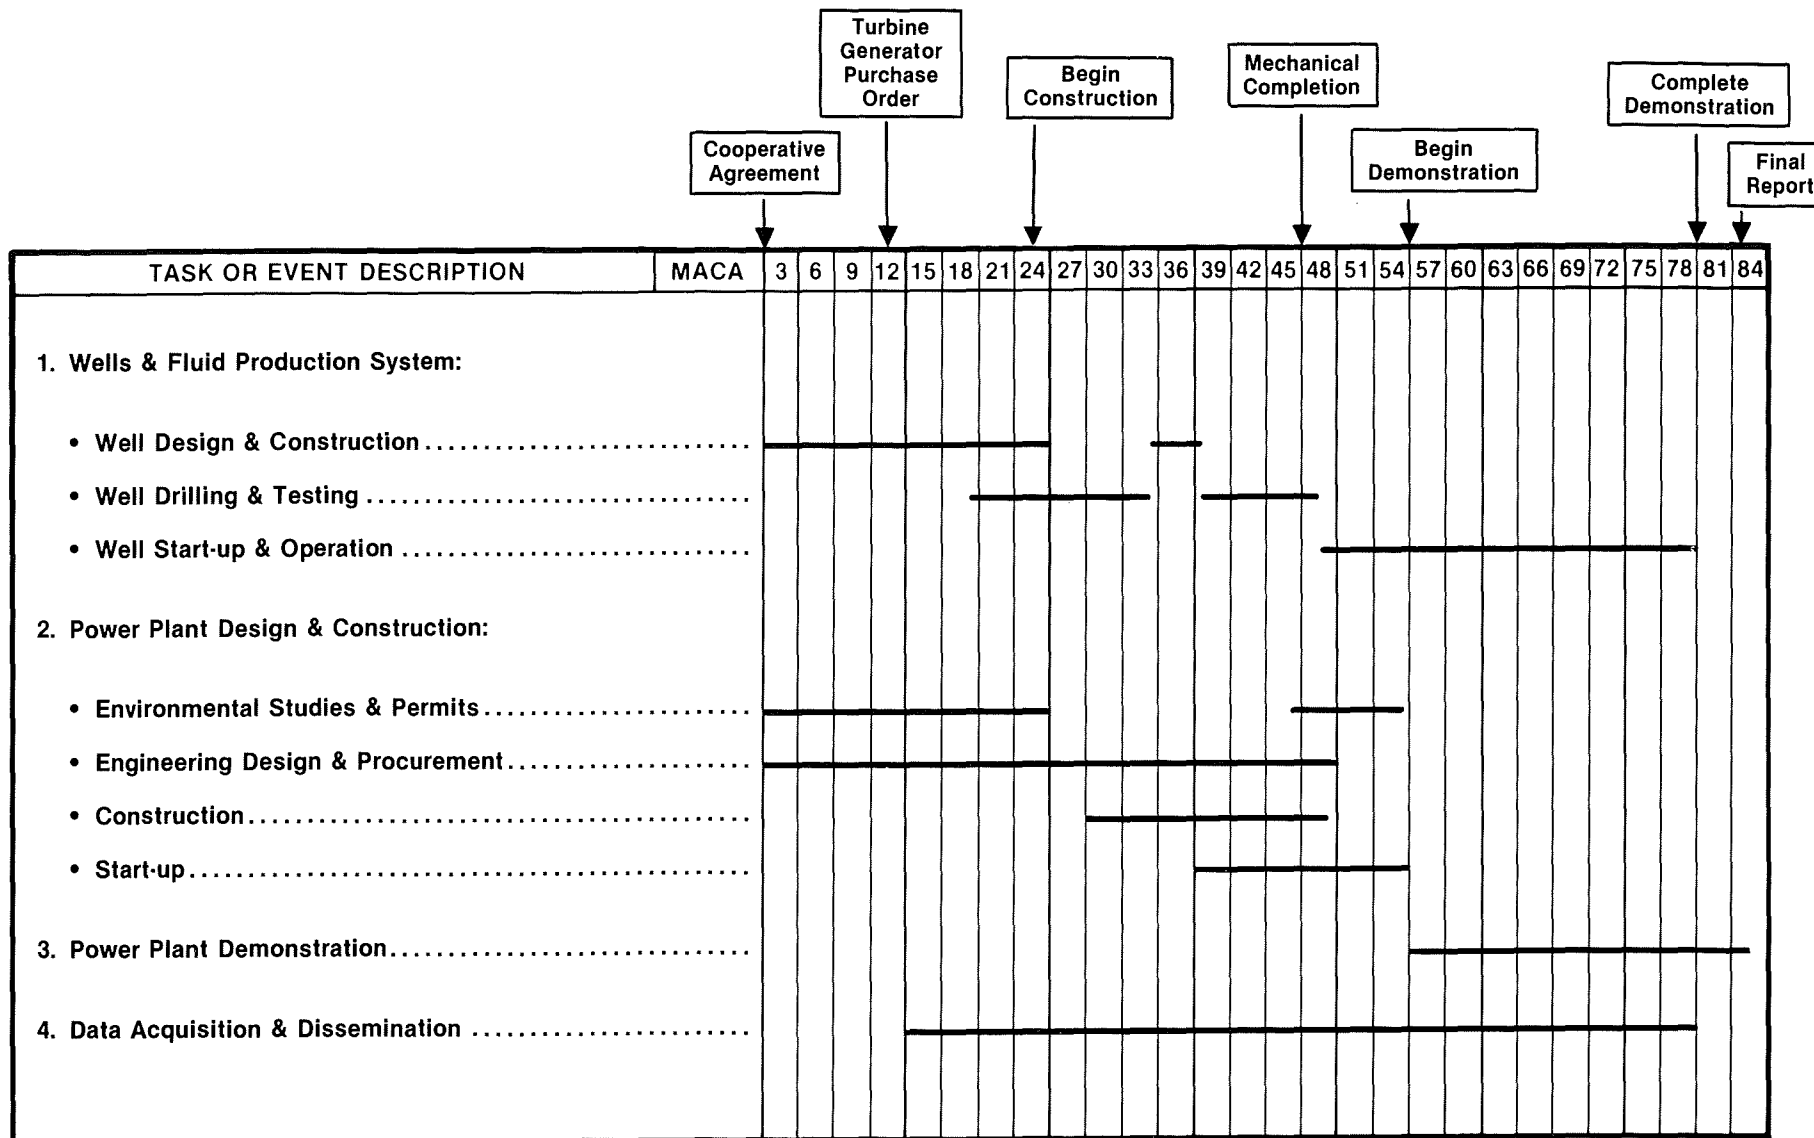 Turbine
Generator
Purchase
Order
Begin
Construction
Mechanical
Completion
Complete
Demonstration
Cooperative
Agreement
Begin
Demonstration
Final
Report
TASK OR EVENT DESCRIPTION MACA 3 6 9 12 15 18 21 24 27 30 33 36 39 42 45 48 51 54 57 60 63 66 69 72 75 78 81 84
1. Wells & Fluid Production System:
• Well Design & Construction
• Well Drilling & Testing
• Well Start-up & Operation
2. Power Plant Design & Construction:
• Environmental Studies & Permits
• Engineering Design & Procurement
• Construction
• Start-up
3. Power Plant Demonstration
4. Data Acquisition & Dissemination